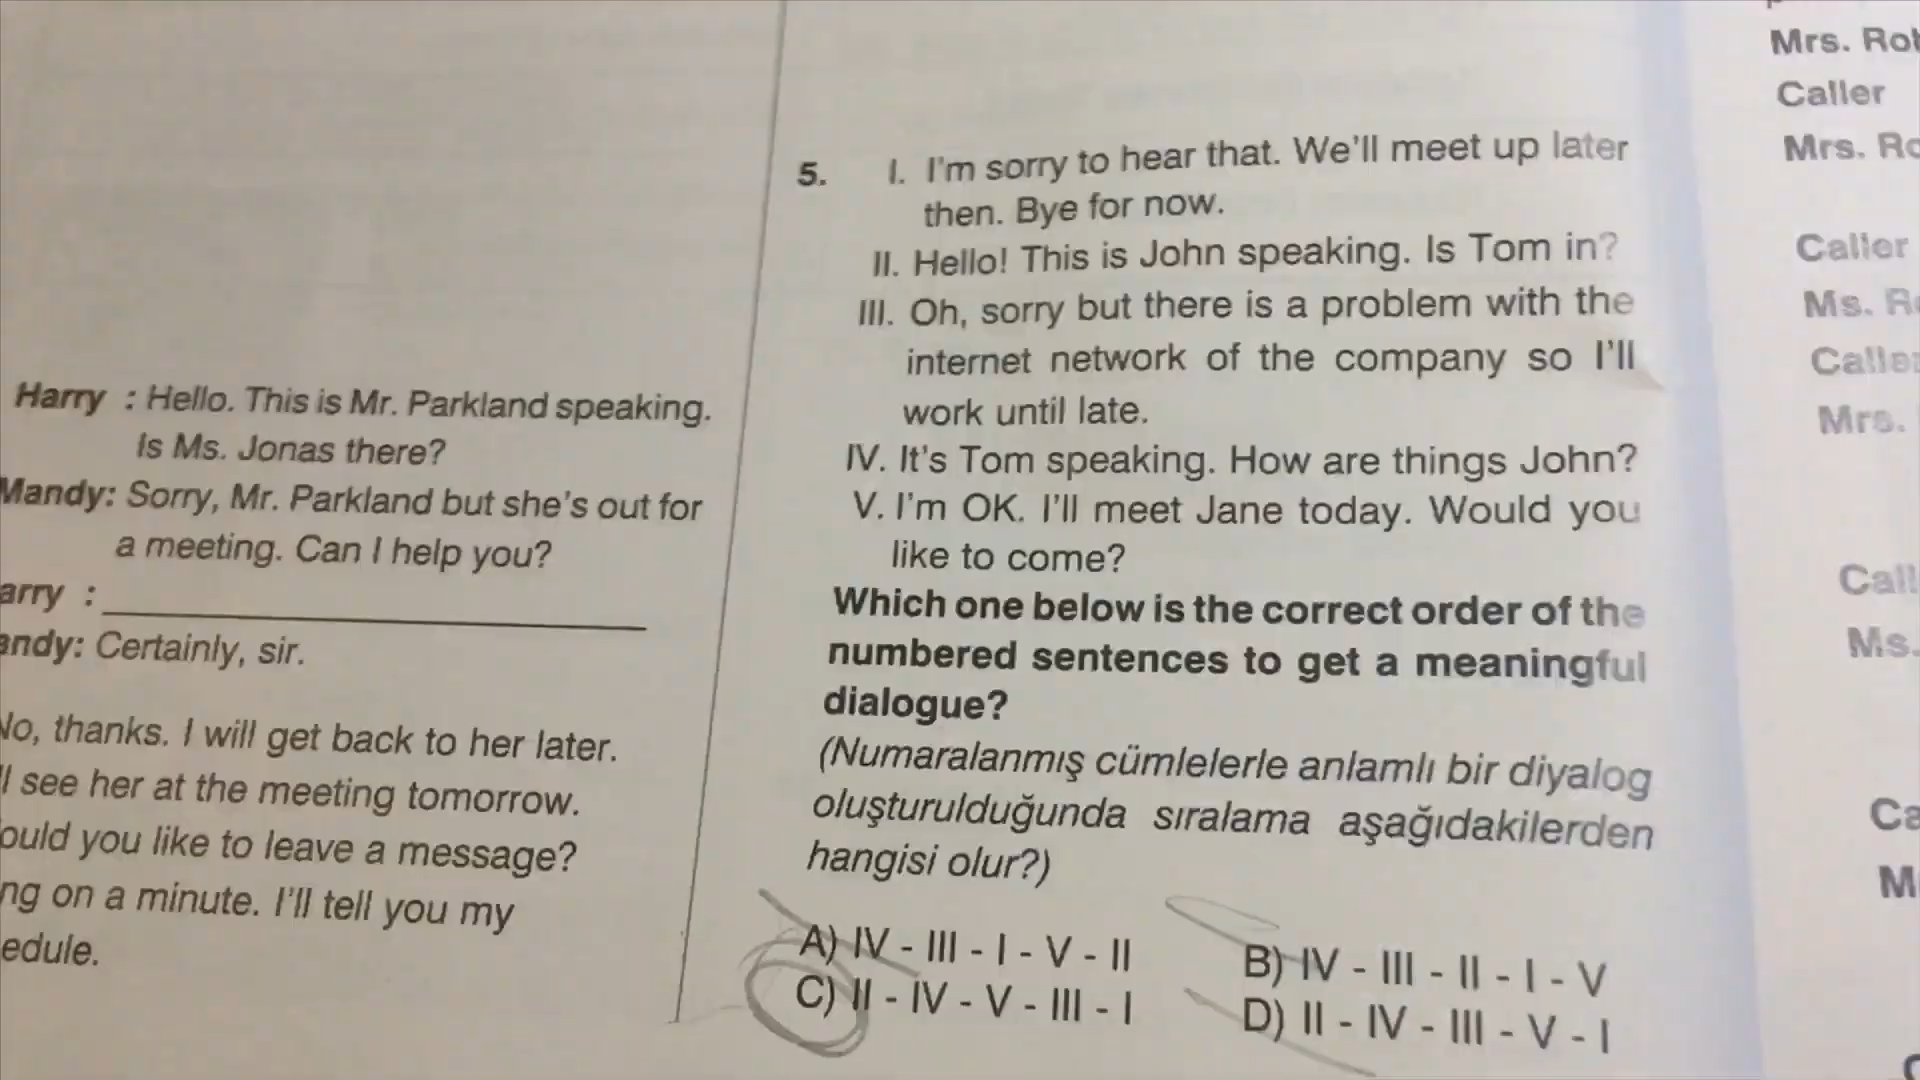 Harry : Hello. This is Mr. Parkland speaking.
Is Ms. Jonas there?
Mandy: Sorry, Mr. Parkland but she's out for
a meeting. Can I help you?
arry :
andy: Certainly, sir.
No, thanks. I will get back to her later.
see her at the meeting tomorrow.
ould you like to leave a message?
ng on a minute. I'll tell you my
edule.
5. I. I'm sorry to hear that. We'll meet up later
then. Bye for now.
II. Hello! This is John speaking. Is Tom in?
III. Oh, sorry but there is a problem with the
internet network of the company so I'll
work until late.
IV. It's Tom speaking. How are things John?
V. I'm OK. I'll meet Jane today. Would you
like to come?
Which one below is the correct order of the
numbered sentences to get a meaningful
dialogue?
(Numaralanmış cümlelerle anlamlı bir diyalog
oluşturulduğunda sıralama aşağıdakilerden
hangisi olur?)
A) IV - III - I - V - II
B) IV - III - II - I - V
C) II - IV - V - III - I
D) II - IV - III - V - I
Mrs. Rob
Caller
Mrs. Ro
Caller
Ms. Ro
Caller
Mrs.
Call
Ms.
Ca
M